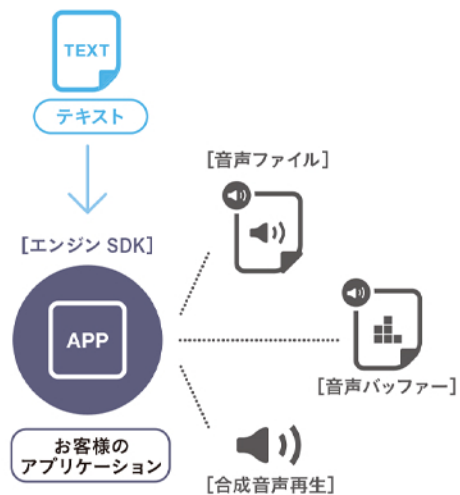 TEXT
テキスト
[音声ファイル]
[エンジン SDK]
APP
[音声バッファー]
お客様の
アプリケーション
[合成音声再生]